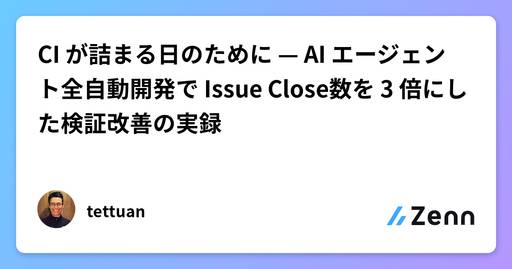 CI が詰まる日のために — AI エージェン
ト全自動開発で Issue Close数を 3 倍にし
た検証改善の実録
tettuan
Zenn